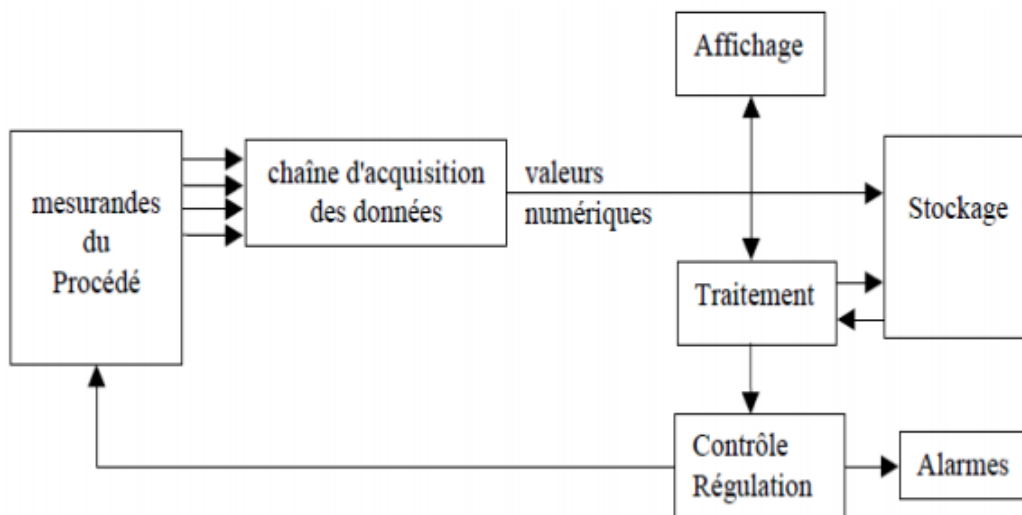 Affichage
mesurandes
du
Procédé
chaîne d'acquisition
des données
valeurs
numériques
Stockage
Traitement
Contrôle
Régulation
Alarmes